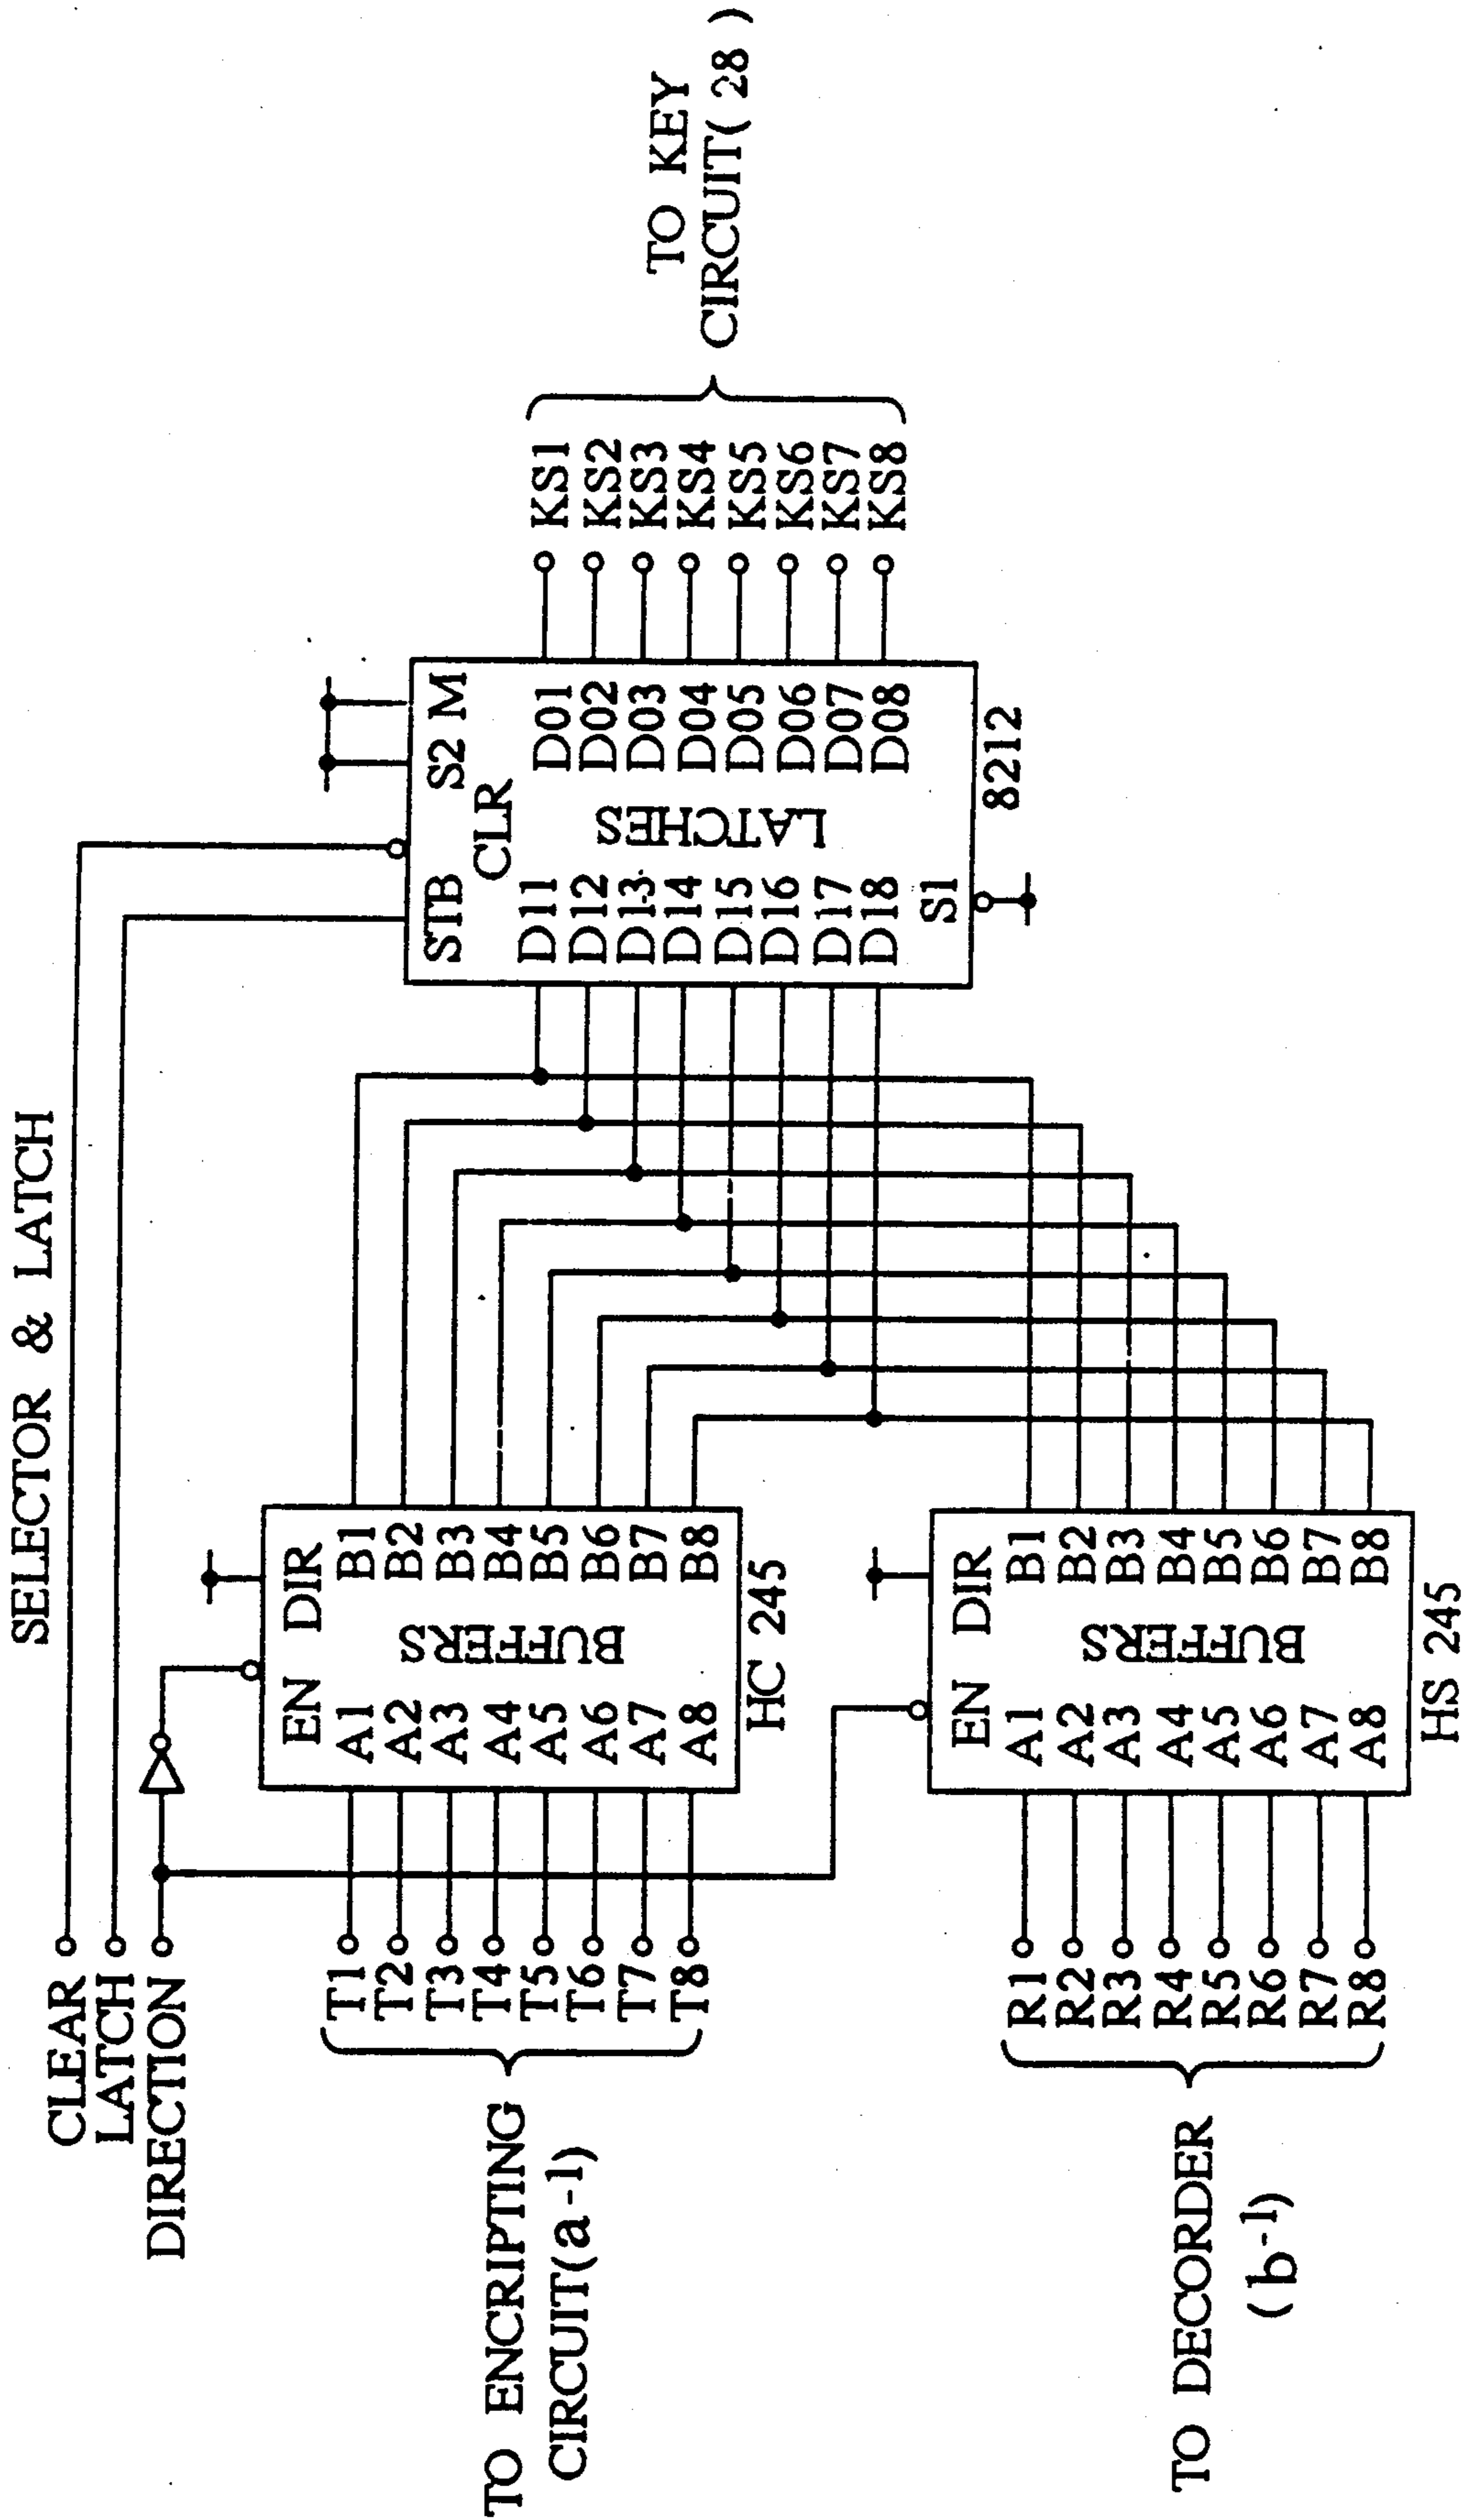 SELECTOR & LATCH
CLEAR
LATCH
DIRECTION
TO ENCRIPTING
CIRCUIT(a-1)
T1
T2
T3
T4
T5
T6
T7
T8
EN DIR
A1 B1
A2 B2
A3 B3
A4 B4
A5 B5
A6 B6
A7 B7
A8 B8
BUFFERS
HC 245
TO DECORDER
(b-1)
R1
R2
R3
R4
R5
R6
R7
R8
EN DIR
A1 B1
A2 B2
A3 B3
A4 B4
A5 B5
A6 B6
A7 B7
A8 B8
BUFFERS
HS 245
STB S2 M
CLR
D11 D01
D12 D02
D13 D03
D14 D04
D15 D05
D16 D06
D17 D07
D18 D08
LATCHES
S1
8212
KS1
KS2
KS3
KS4
KS5
KS6
KS7
KS8
TO KEY
CIRCUIT( 28 )